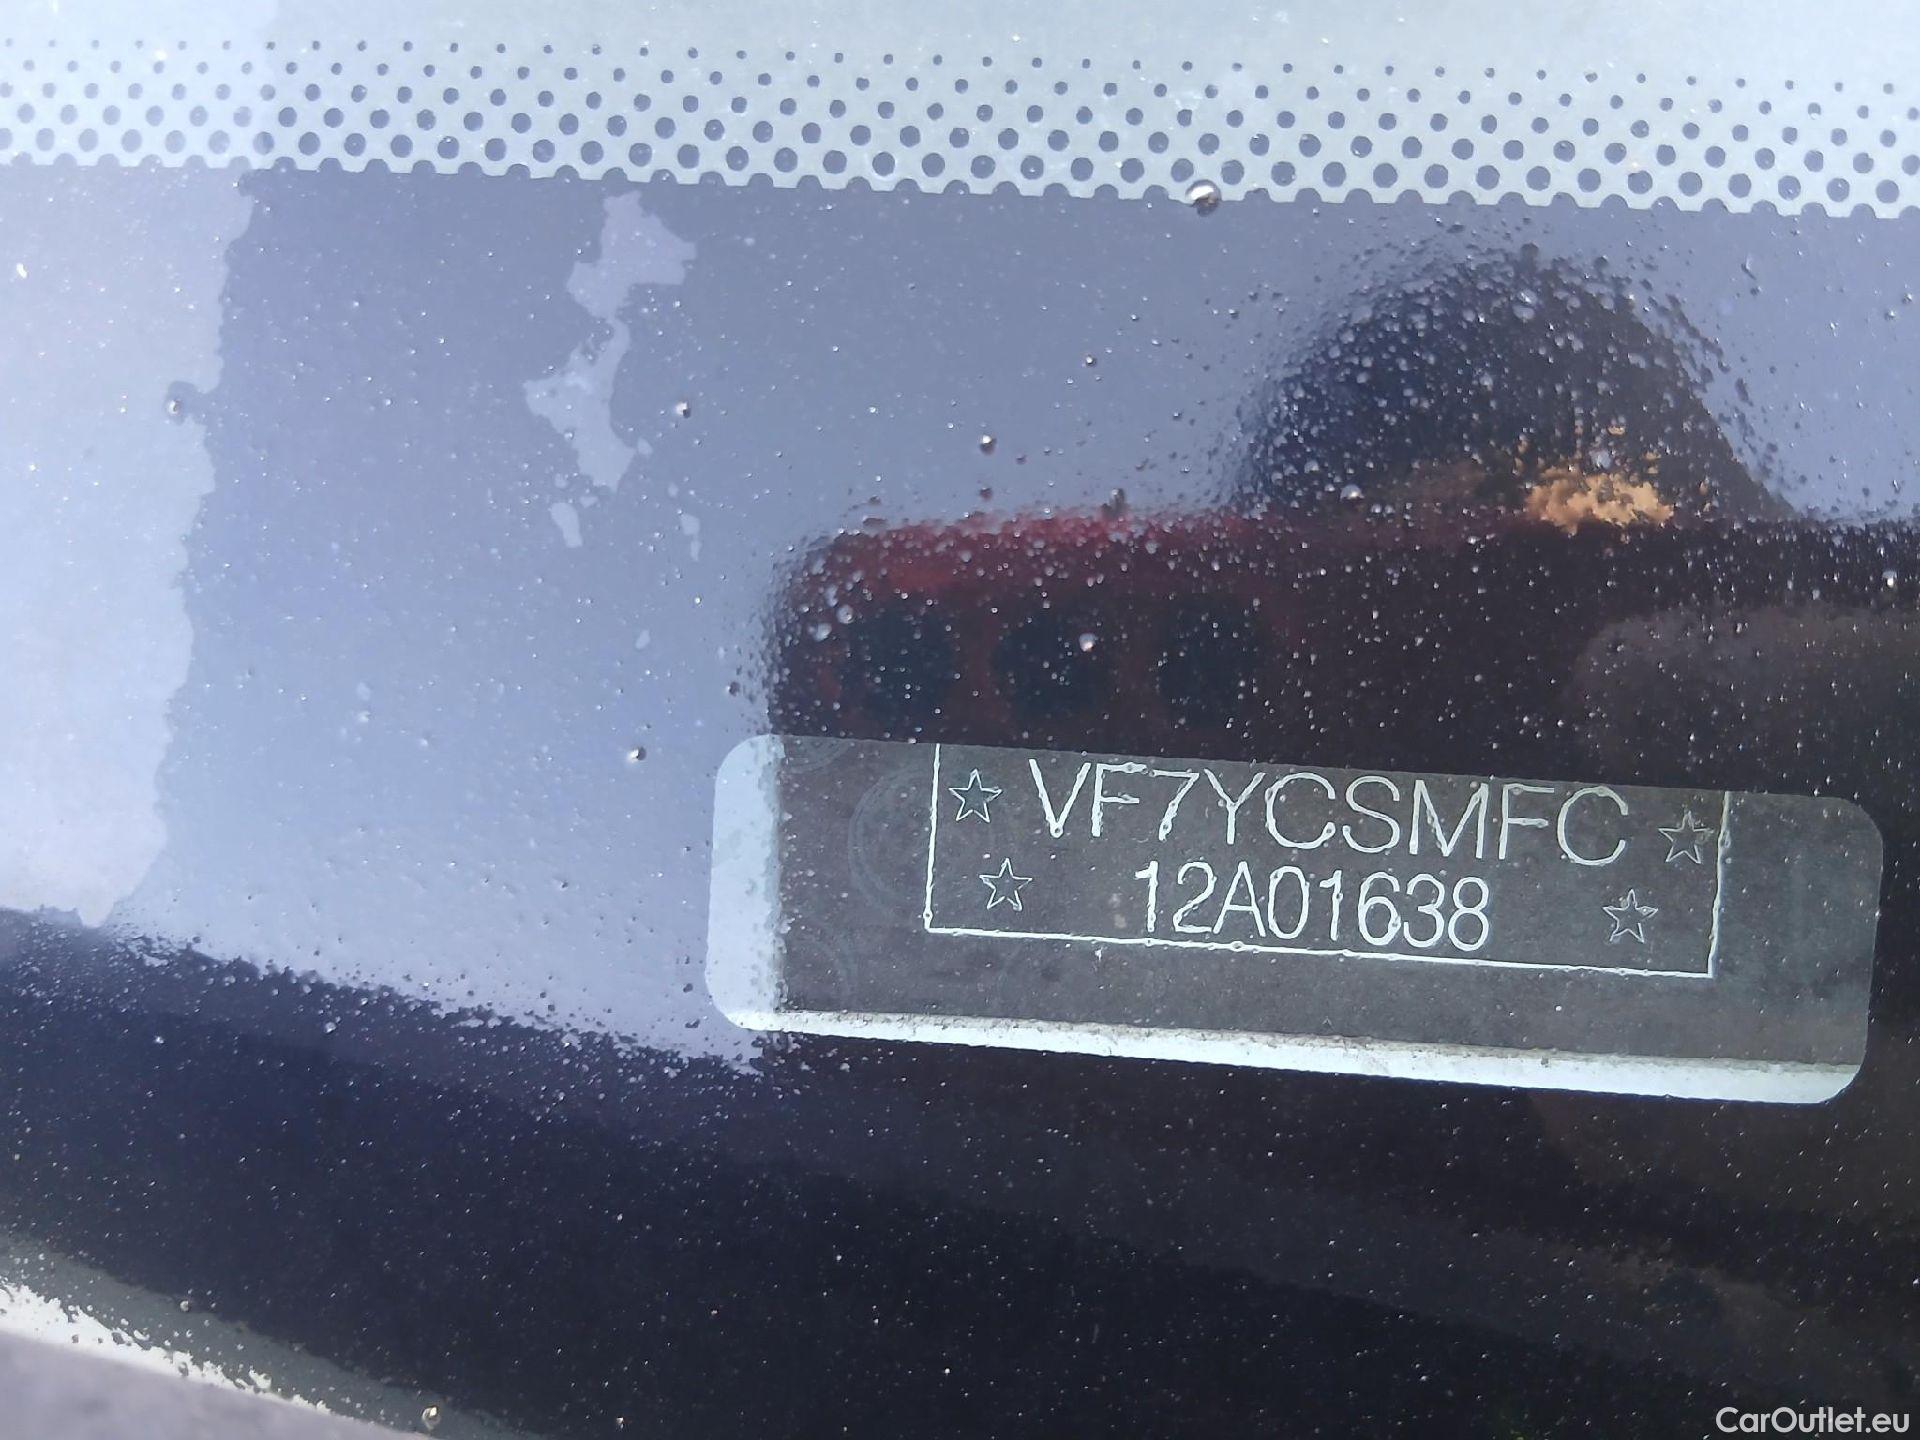 ☆ VF7YCSMFC ☆
☆ 12A01638 ☆
CarOutlet.eu